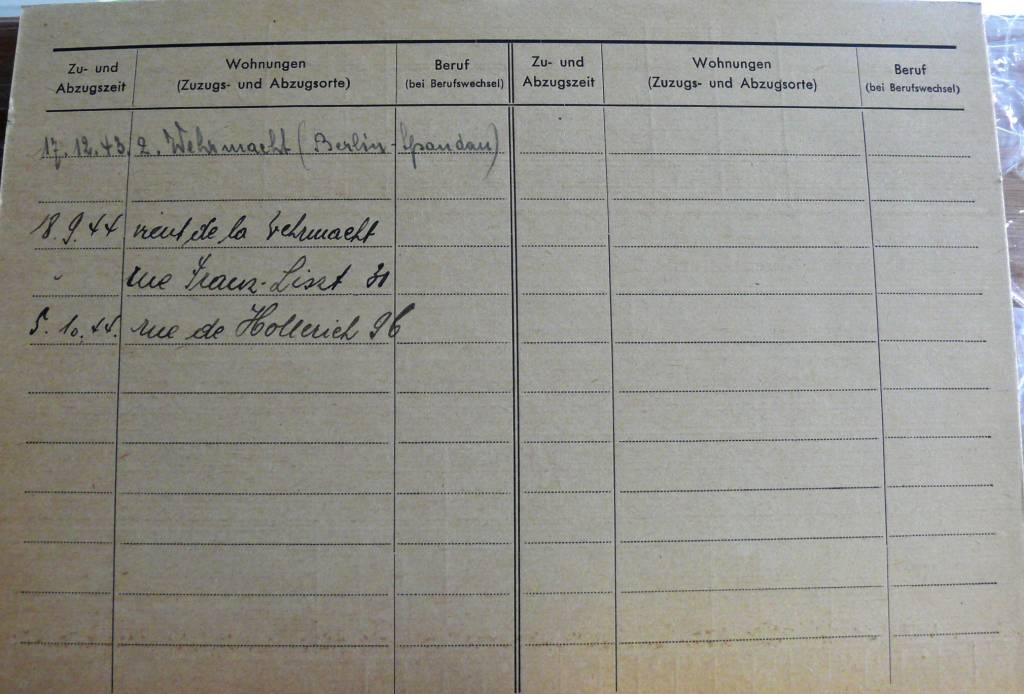 Zu- und Abzugszeit
Wohnungen
(Zuzugs- und Abzugsorte)
Beruf
(bei Berufswechsel)
Zu- und Abzugszeit
Wohnungen
(Zuzugs- und Abzugsorte)
Beruf
(bei Berufswechsel)
17.12.43 z. Wehrmacht (Berlin-Spandau)
18.9.44 vient de la Wehrmacht
" rue Franz-Liszt 31
5.10.44. rue de Hollerich 96